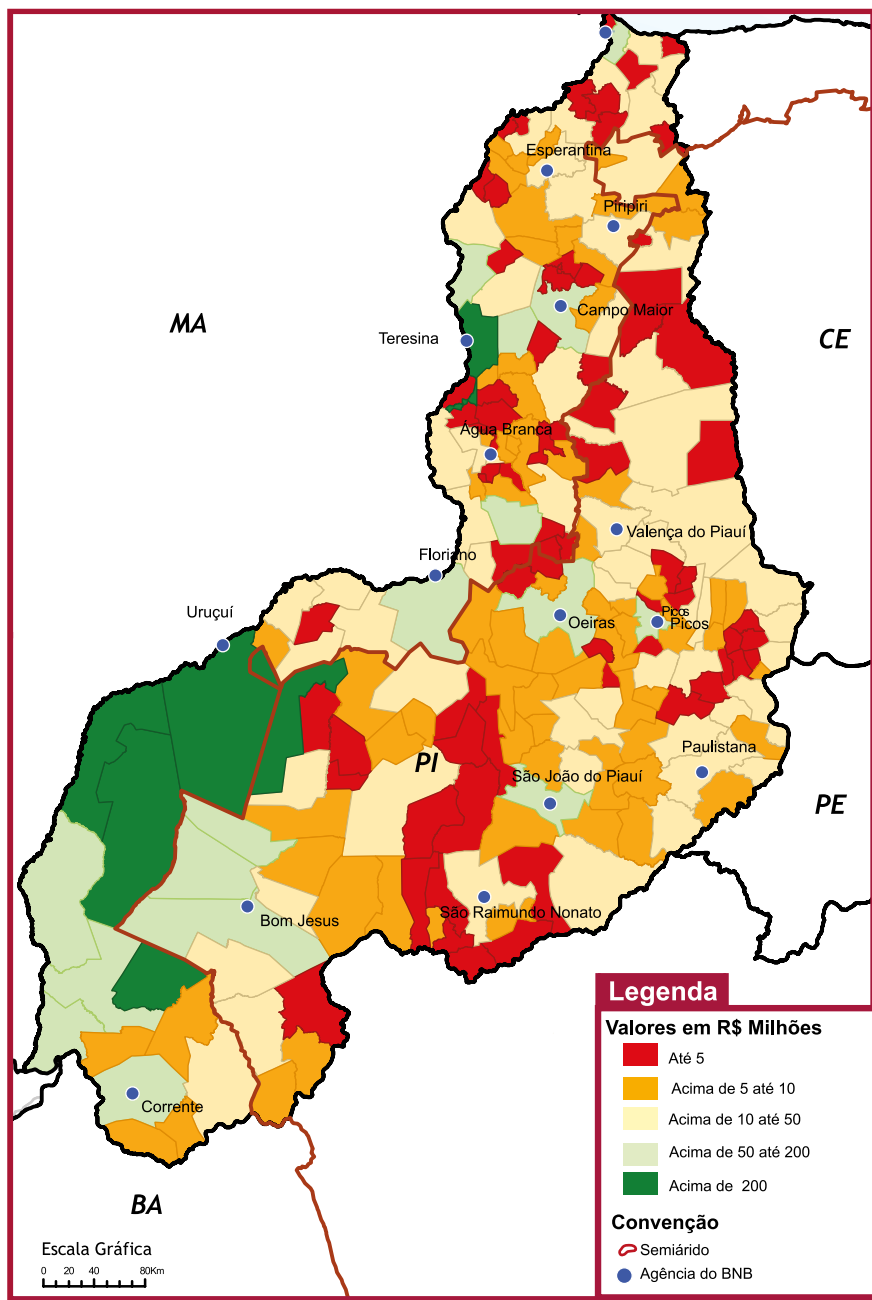 Esperantina
Piripiri
MA
Campo Maior
Teresina
CE
Água Branca
Valença do Piauí
Floriano
Uruçuí
Picos
Oeiras
Picos
Paulistana
PI
São João do Piauí
PE
São Raimundo Nonato
Bom Jesus
Corrente
BA
Escala Gráfica
0 20 40 80Km
Legenda
Valores em R$ Milhões
Até 5
Acima de 5 até 10
Acima de 10 até 50
Acima de 50 até 200
Acima de 200
Convenção
Semiárido
Agência do BNB